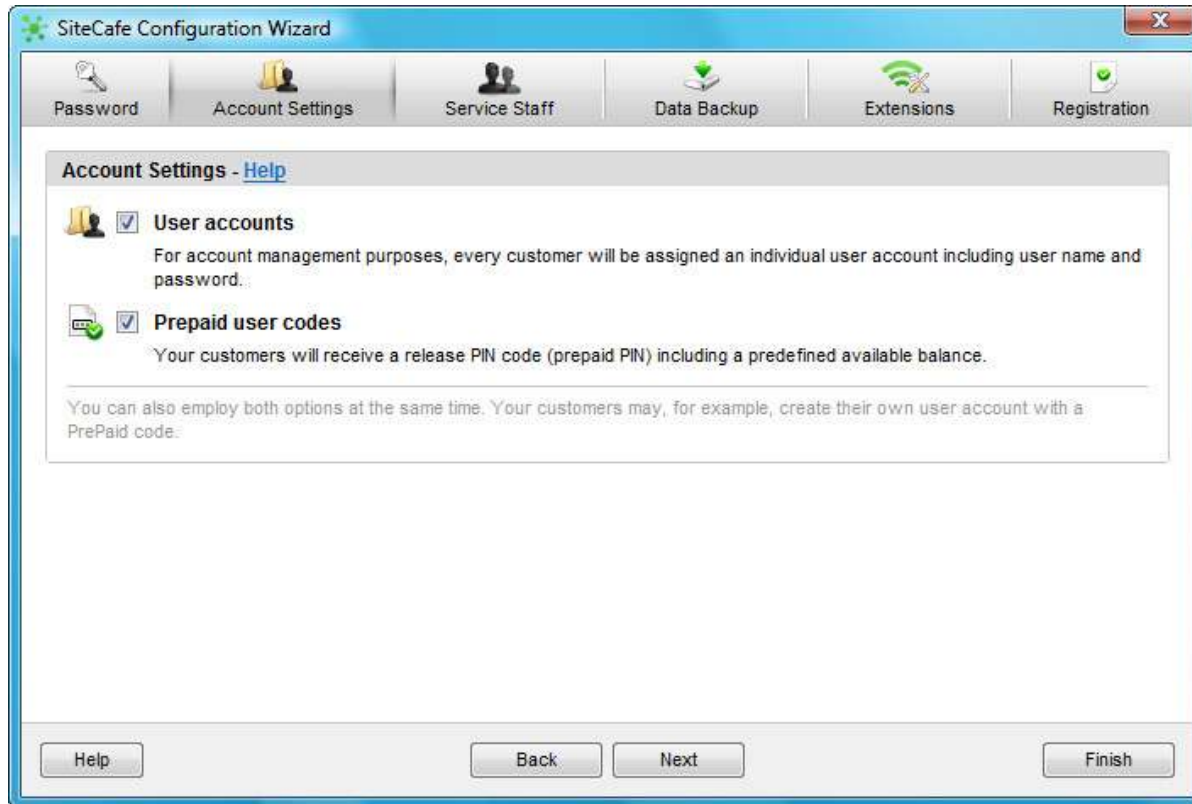 SiteCafe Configuration Wizard
Password
Account Settings
Service Staff
Data Backup
Extensions
Registration
Account Settings - Help
User accounts
For account management purposes, every customer will be assigned an individual user account including user name and
password.
Prepaid user codes
Your customers will receive a release PIN code (prepaid PIN) including a predefined available balance.
You can also employ both options at the same time. Your customers may, for example, create their own user account with a
PrePaid code.
Help
Back
Next
Finish